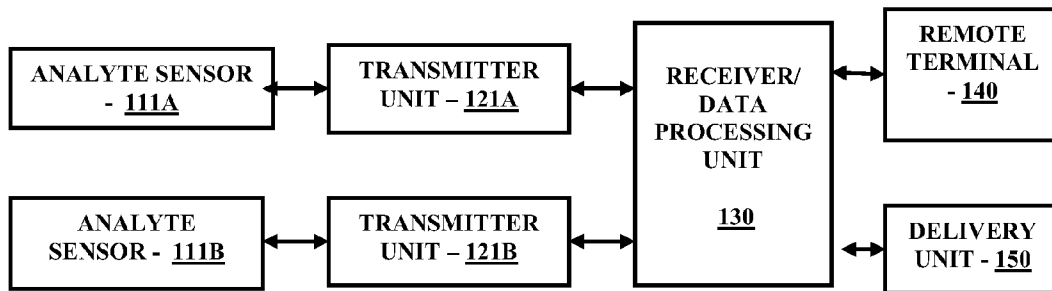 ANALYTE SENSOR
- 111A
TRANSMITTER
UNIT – 121A
RECEIVER/
DATA
PROCESSING
UNIT
130
REMOTE
TERMINAL
- 140
ANALYTE
SENSOR - 111B
TRANSMITTER
UNIT – 121B
DELIVERY
UNIT - 150